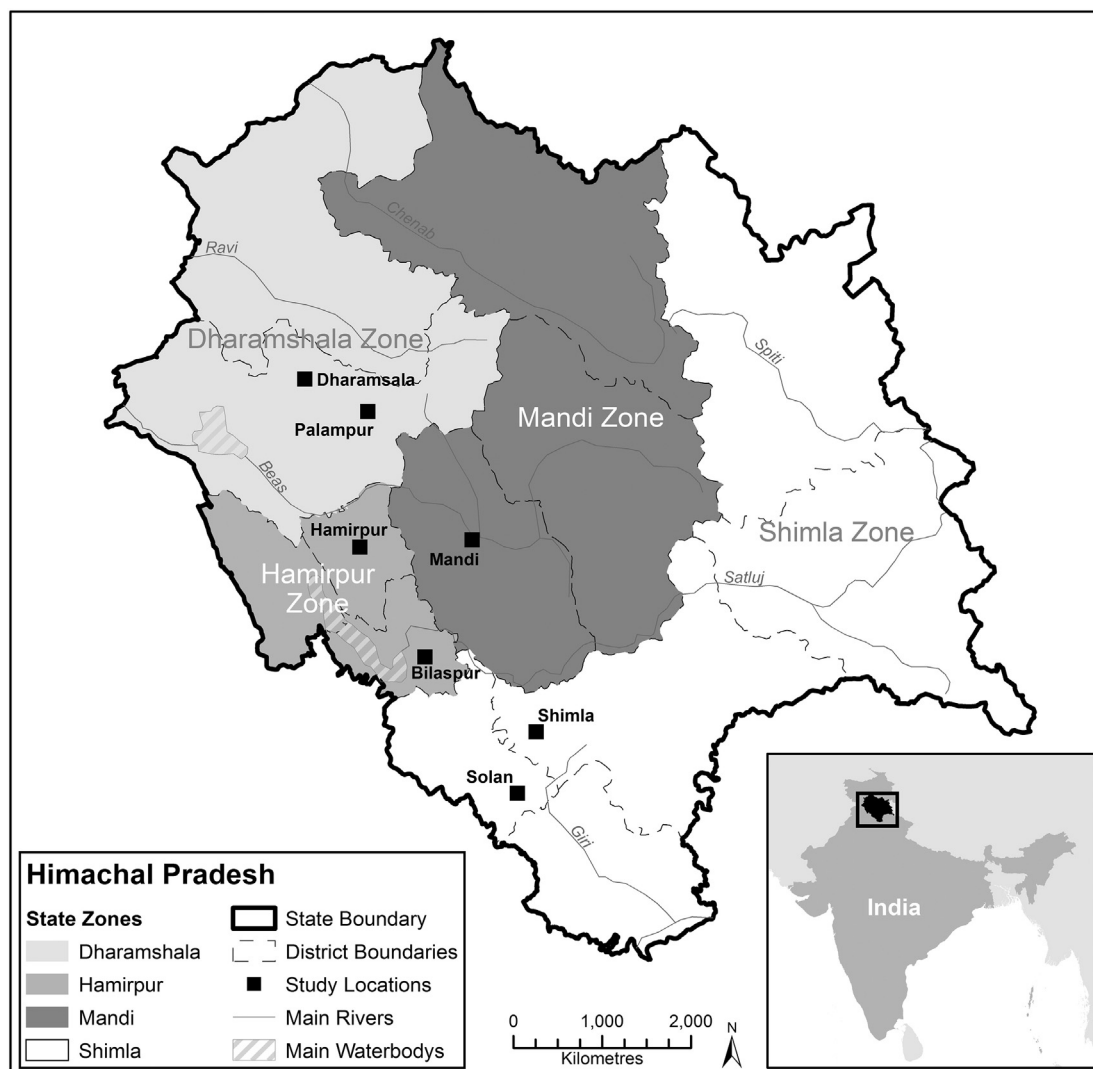 Chenab
Ravi
Dharamshala Zone
Spiti
Dharamsala
Palampur
Mandi Zone
Beas
Hamirpur
Mandi
Shimla Zone
Hamirpur
Zone
Satluj
Bilaspur
Shimla
Solan
Giri
Himachal Pradesh
State Zones
Dharamshala
Hamirpur
Mandi
Shimla
State Boundary
District Boundaries
Study Locations
Main Rivers
Main Waterbodys
0 1,000 2,000
Kilometres
N
India